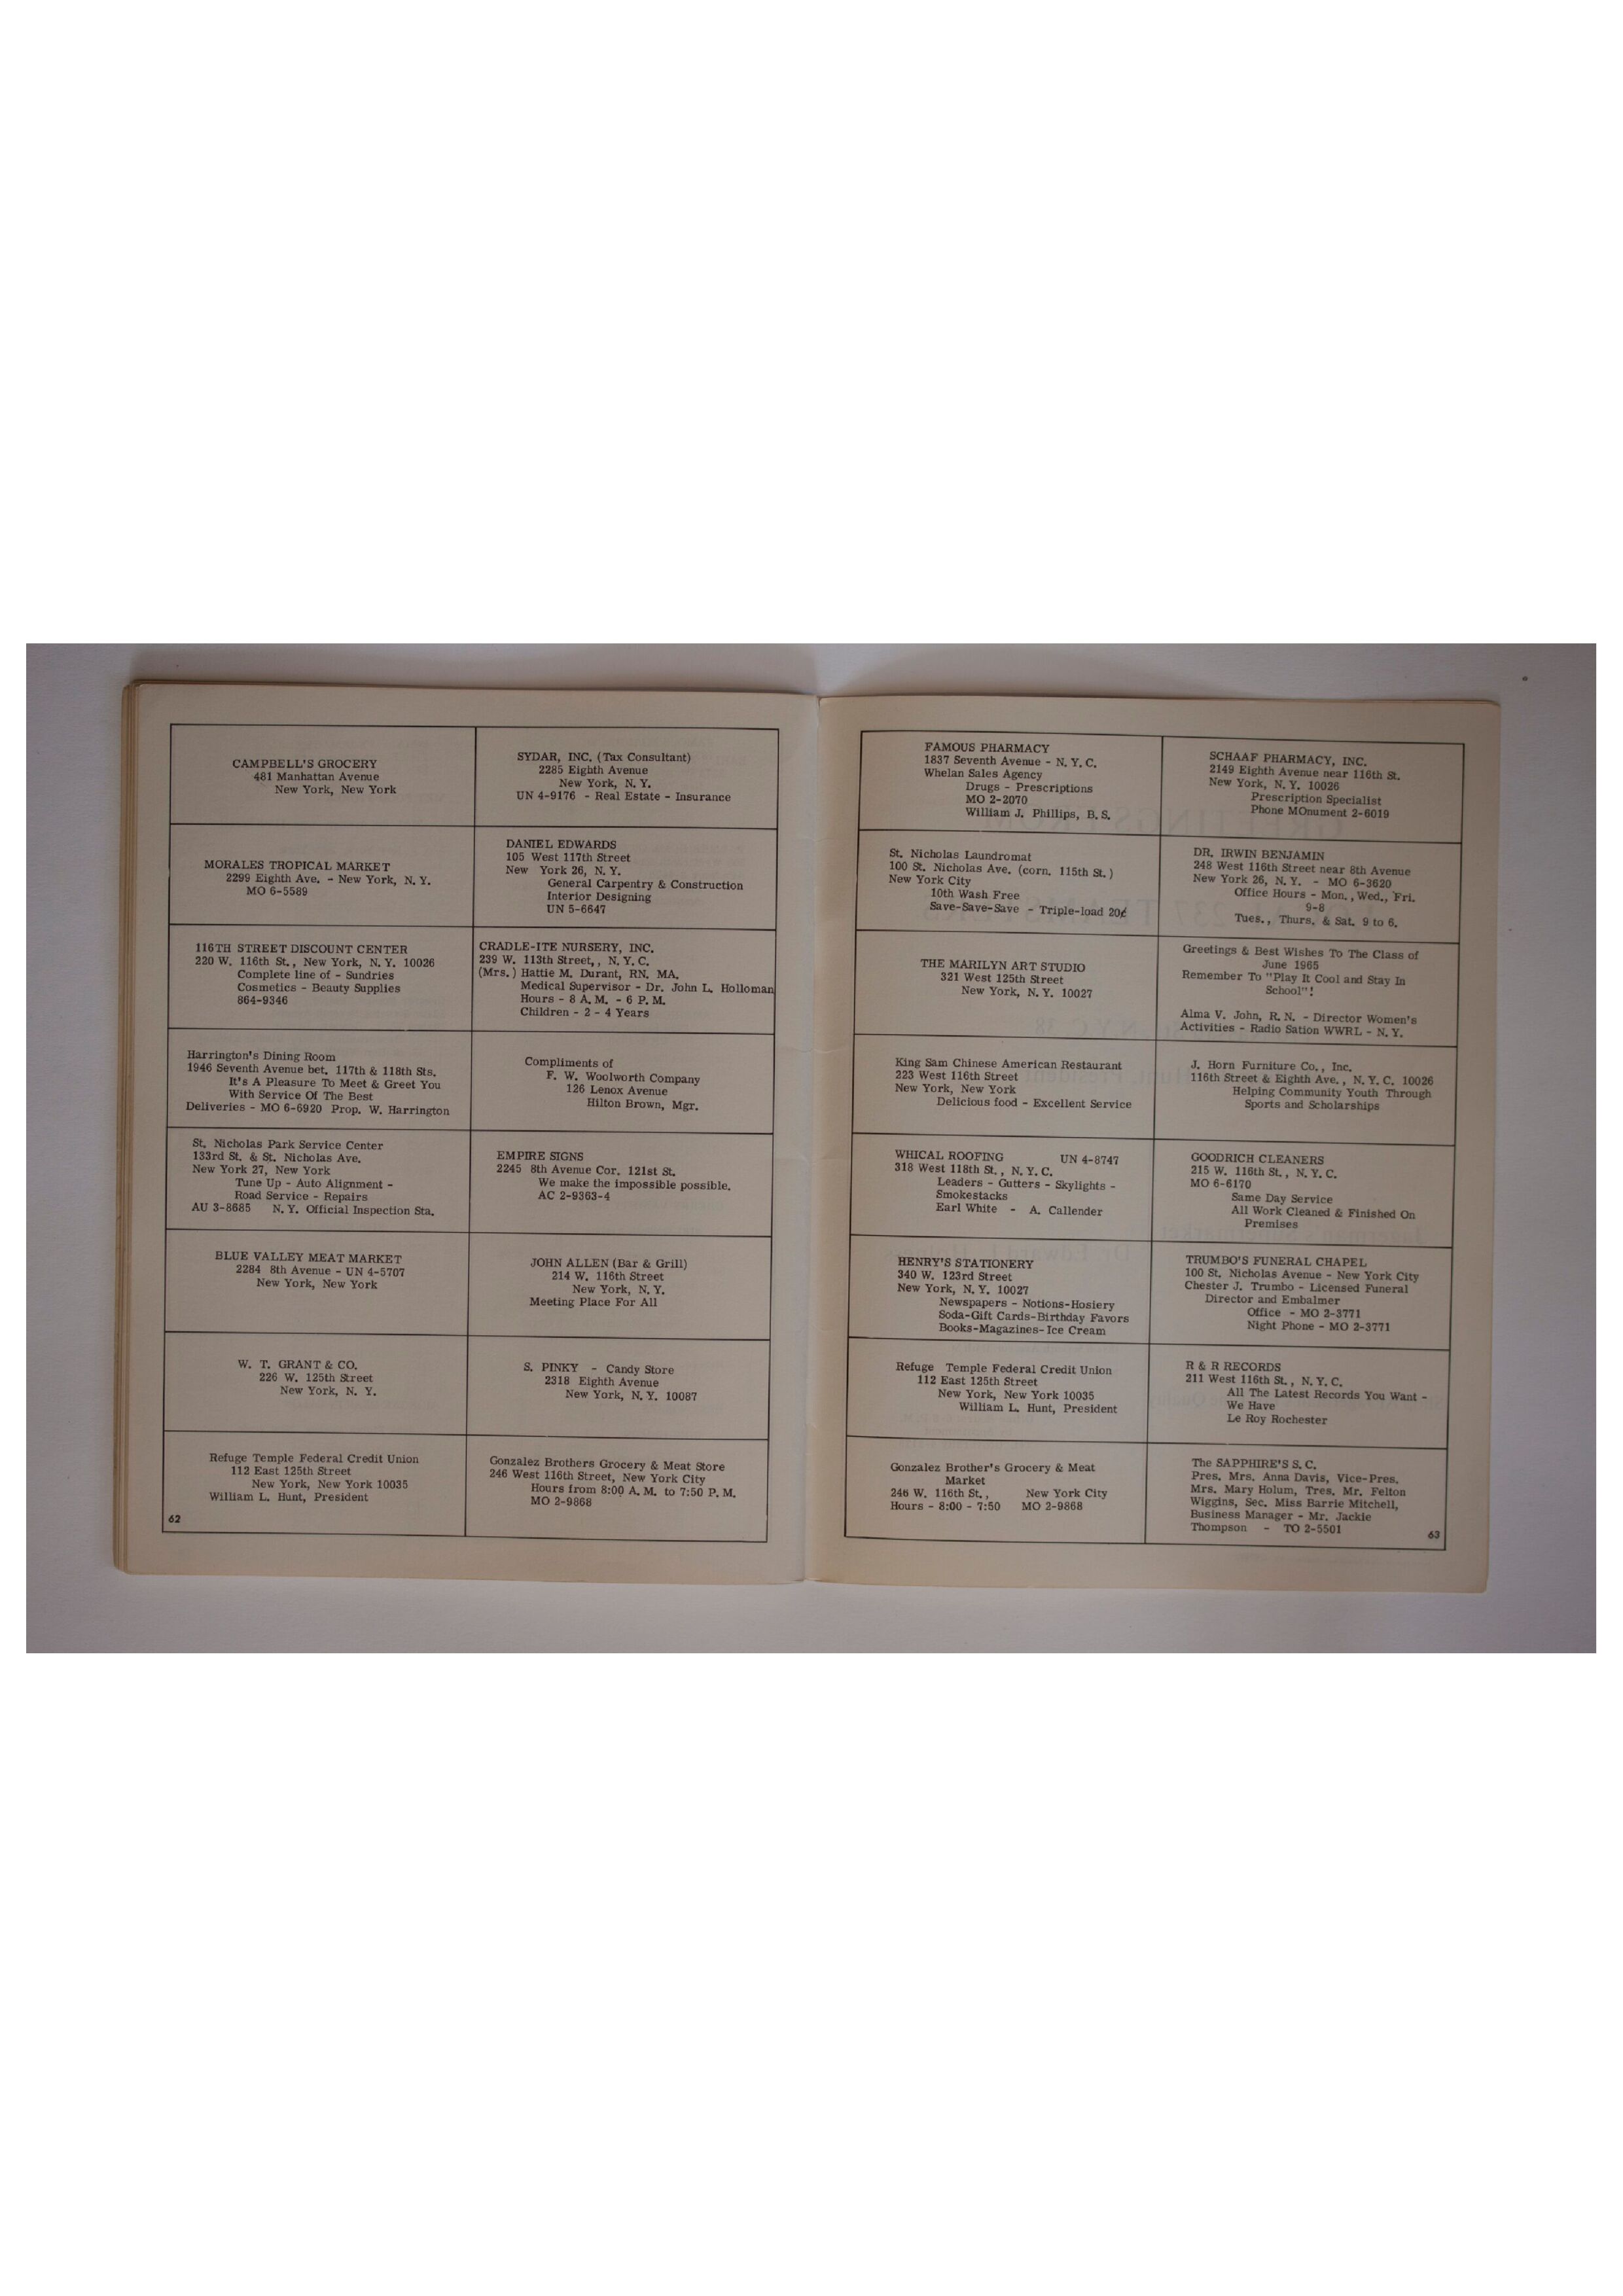 CAMPBELL'S GROCERY
481 Manhattan Avenue
New York, New York
SYDAR, INC. (Tax Consultant)
2285 Eighth Avenue
New York, N. Y.
UN 4-9176 - Real Estate - Insurance
MORALES TROPICAL MARKET
2299 Eighth Ave. - New York, N. Y.
MO 6-5589
DANIEL EDWARDS
105 West 117th Street
New York 26, N. Y.
General Carpentry & Construction
Interior Designing
UN 5-6647
116TH STREET DISCOUNT CENTER
220 W. 116th St., New York, N. Y. 10026
Complete line of - Sundries
Cosmetics - Beauty Supplies
864-9346
CRADLE-ITE NURSERY, INC.
239 W. 113th Street,, N. Y. C.
(Mrs.) Hattie M. Durant, RN. MA.
Medical Supervisor - Dr. John L. Holloman
Hours - 8 A. M. - 6 P. M.
Children - 2 - 4 Years
Harrington's Dining Room
1946 Seventh Avenue bet. 117th & 118th Sts.
It's A Pleasure To Meet & Greet You
With Service Of The Best
Deliveries - MO 6-6920 Prop. W. Harrington
Compliments of
F. W. Woolworth Company
126 Lenox Avenue
Hilton Brown, Mgr.
St. Nicholas Park Service Center
133rd St. & St. Nicholas Ave.
New York 27, New York
Tune Up - Auto Alignment -
Road Service - Repairs
AU 3-8685 N. Y. Official Inspection Sta.
EMPIRE SIGNS
2245 8th Avenue Cor. 121st St.
We make the impossible possible.
AC 2-9363-4
BLUE VALLEY MEAT MARKET
2284 8th Avenue - UN 4-5707
New York, New York
JOHN ALLEN (Bar & Grill)
214 W. 116th Street
New York, N. Y.
Meeting Place For All
W. T. GRANT & CO.
226 W. 125th Street
New York, N. Y.
S. PINKY - Candy Store
2318 Eighth Avenue
New York, N. Y. 10087
Refuge Temple Federal Credit Union
112 East 125th Street
New York, New York 10035
William L. Hunt, President
Gonzalez Brothers Grocery & Meat Store
246 West 116th Street, New York City
Hours from 8:00 A. M. to 7:50 P. M.
MO 2-9868
62
FAMOUS PHARMACY
1837 Seventh Avenue - N. Y. C.
Whelan Sales Agency
Drugs - Prescriptions
MO 2-2070
William J. Phillips, B. S.
SCHAAF PHARMACY, INC.
2149 Eighth Avenue near 116th St.
New York, N. Y. 10026
Prescription Specialist
Phone MOnument 2-6019
St. Nicholas Laundromat
100 St. Nicholas Ave. (corn. 115th St.)
New York City
10th Wash Free
Save-Save-Save - Triple-load 20¢
DR. IRWIN BENJAMIN
248 West 116th Street near 8th Avenue
New York 26, N. Y. - MO 6-3620
Office Hours - Mon., Wed., Fri.
9-8
Tues., Thurs. & Sat. 9 to 6.
THE MARILYN ART STUDIO
321 West 125th Street
New York, N. Y. 10027
Greetings & Best Wishes To The Class of
June 1965
Remember To "Play It Cool and Stay In
School"!
Alma V. John, R. N. - Director Women's
Activities - Radio Sation WWRL - N. Y.
King Sam Chinese American Restaurant
223 West 116th Street
New York, New York
Delicious food - Excellent Service
J. Horn Furniture Co., Inc.
116th Street & Eighth Ave., N. Y. C. 10026
Helping Community Youth Through
Sports and Scholarships
WHICAL ROOFING UN 4-8747
318 West 118th St., N. Y. C.
Leaders - Gutters - Skylights -
Smokestacks
Earl White - A. Callender
GOODRICH CLEANERS
215 W. 116th St., N. Y. C.
MO 6-6170
Same Day Service
All Work Cleaned & Finished On
Premises
HENRY'S STATIONERY
340 W. 123rd Street
New York, N. Y. 10027
Newspapers - Notions-Hosiery
Soda-Gift Cards-Birthday Favors
Books-Magazines-Ice Cream
TRUMBO'S FUNERAL CHAPEL
100 St. Nicholas Avenue - New York City
Chester J. Trumbo - Licensed Funeral
Director and Embalmer
Office - MO 2-3771
Night Phone - MO 2-3771
Refuge Temple Federal Credit Union
112 East 125th Street
New York, New York 10035
William L. Hunt, President
R & R RECORDS
211 West 116th St., N. Y. C.
All The Latest Records You Want -
We Have
Le Roy Rochester
Gonzalez Brother's Grocery & Meat
Market
246 W. 116th St., New York City
Hours - 8:00 - 7:50 MO 2-9868
The SAPPHIRE'S S. C.
Pres. Mrs. Anna Davis, Vice-Pres.
Mrs. Mary Holum, Tres. Mr. Felton
Wiggins, Sec. Miss Barrie Mitchell,
Business Manager - Mr. Jackie
Thompson - TO 2-5501
63